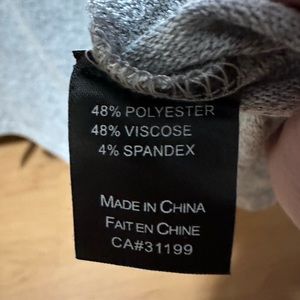 48% POLYESTER
48% VISCOSE
4% SPANDEX
MADE IN CHINA
FAIT EN CHINE
CA#31199